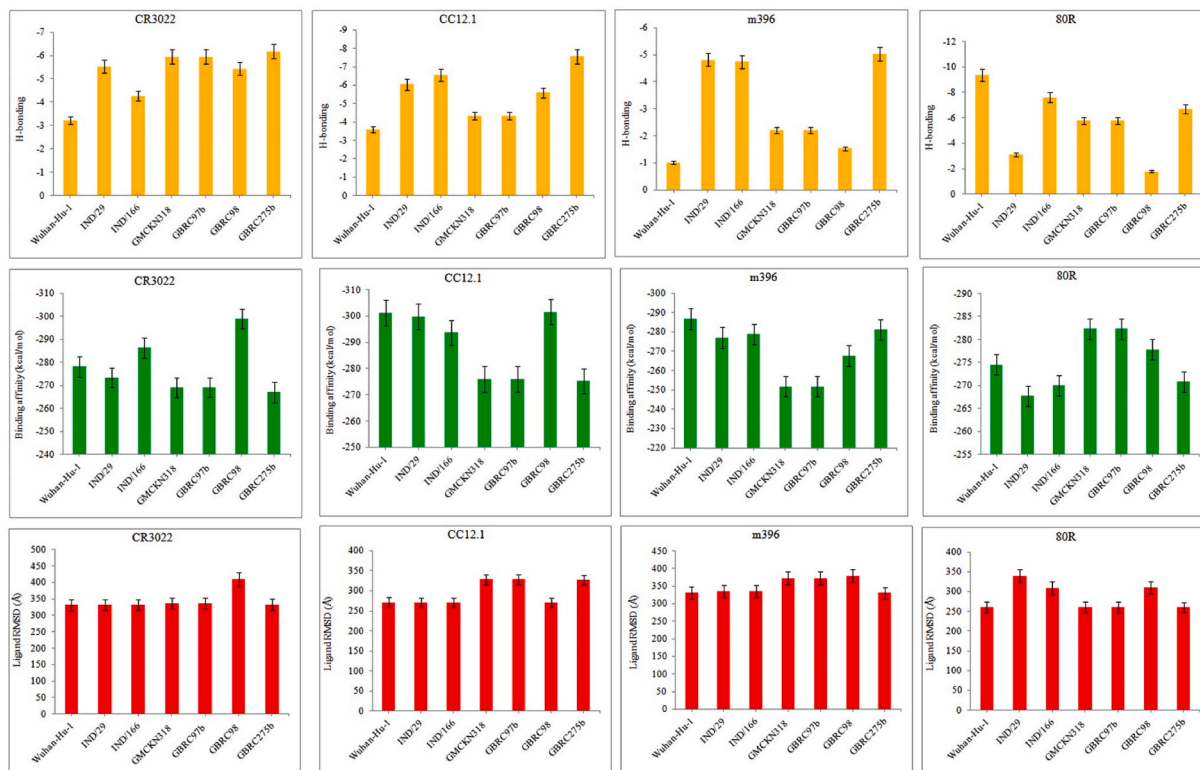 CR3022
H-bonding
-7
-6
-5
-4
-3
-2
-1
0
Wuhan-Hu-1
IND/29
IND/166
GMCKN318
GBRC97b
GBRC98
GBRC275b
CC12.1
H-bonding
-9
-8
-7
-6
-5
-4
-3
-2
-1
0
Wuhan-Hu-1
IND/29
IND/166
GMCKN318
GBRC97b
GBRC98
GBRC275b
m396
H-bonding
-6
-5
-4
-3
-2
-1
0
Wuhan-Hu-1
IND/29
IND/166
GMCKN318
GBRC97b
GBRC98
GBRC275b
80R
H-bonding
-12
-10
-8
-6
-4
-2
0
Wuhan-Hu-1
IND/29
IND/166
GMCKN318
GBRC97b
GBRC98
GBRC275b
CR3022
Binding affinity (kcal/mol)
-310
-300
-290
-280
-270
-260
-250
-240
Wuhan-Hu-1
IND/29
IND/166
GMCKN318
GBRC97b
GBRC98
GBRC275b
CC12.1
Binding affinity (kcal/mol)
-310
-300
-290
-280
-270
-260
-250
Wuhan-Hu-1
IND/29
IND/166
GMCKN318
GBRC97b
GBRC98
GBRC275b
m396
Binding affinity (kcal/mol)
-300
-290
-280
-270
-260
-250
-240
-230
-220
Wuhan-Hu-1
IND/29
IND/166
GMCKN318
GBRC97b
GBRC98
GBRC275b
80R
Binding affinity (kcal/mol)
-290
-285
-280
-275
-270
-265
-260
-255
Wuhan-Hu-1
IND/29
IND/166
GMCKN318
GBRC97b
GBRC98
GBRC275b
CR3022
Ligand RMSD (Å)
500
450
400
350
300
250
200
150
100
50
0
Wuhan-Hu-1
IND/29
IND/166
GMCKN318
GBRC97b
GBRC98
GBRC275b
CC12.1
Ligand RMSD (Å)
400
350
300
250
200
150
100
50
0
Wuhan-Hu-1
IND/29
IND/166
GMCKN318
GBRC97b
GBRC98
GBRC275b
m396
Ligand RMSD (Å)
450
400
350
300
250
200
150
100
50
0
Wuhan-Hu-1
IND/29
IND/166
GMCKN318
GBRC97b
GBRC98
GBRC275b
80R
Ligand RMSD (Å)
400
350
300
250
200
150
100
50
0
Wuhan-Hu-1
IND/29
IND/166
GMCKN318
GBRC97b
GBRC98
GBRC275b